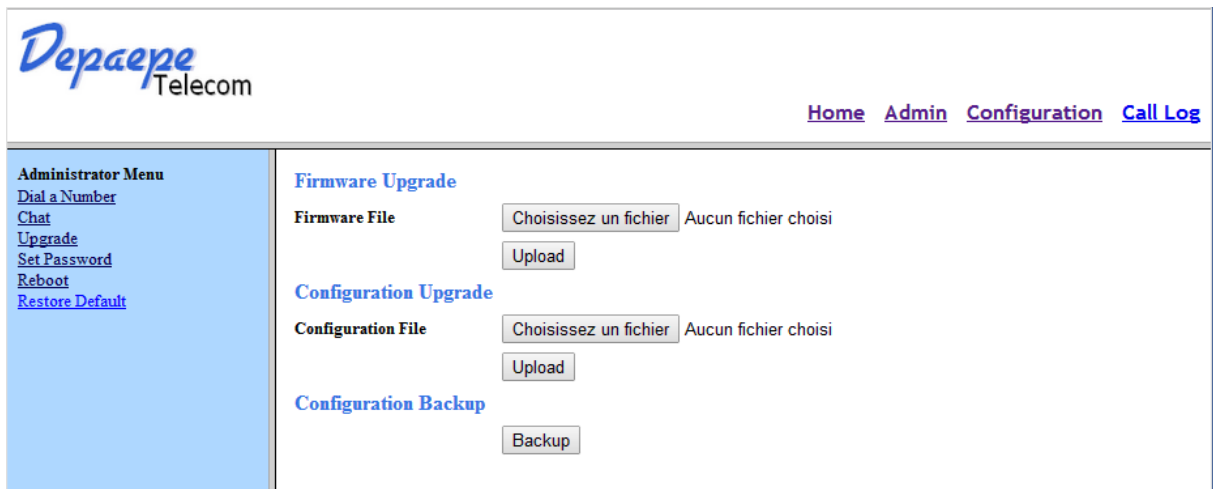 Depaepe
Telecom
Home Admin Configuration Call Log
Administrator Menu
Dial a Number
Chat
Upgrade
Set Password
Reboot
Restore Default
Firmware Upgrade
Firmware File Choisissez un fichier Aucun fichier choisi
Upload
Configuration Upgrade
Configuration File Choisissez un fichier Aucun fichier choisi
Upload
Configuration Backup
Backup